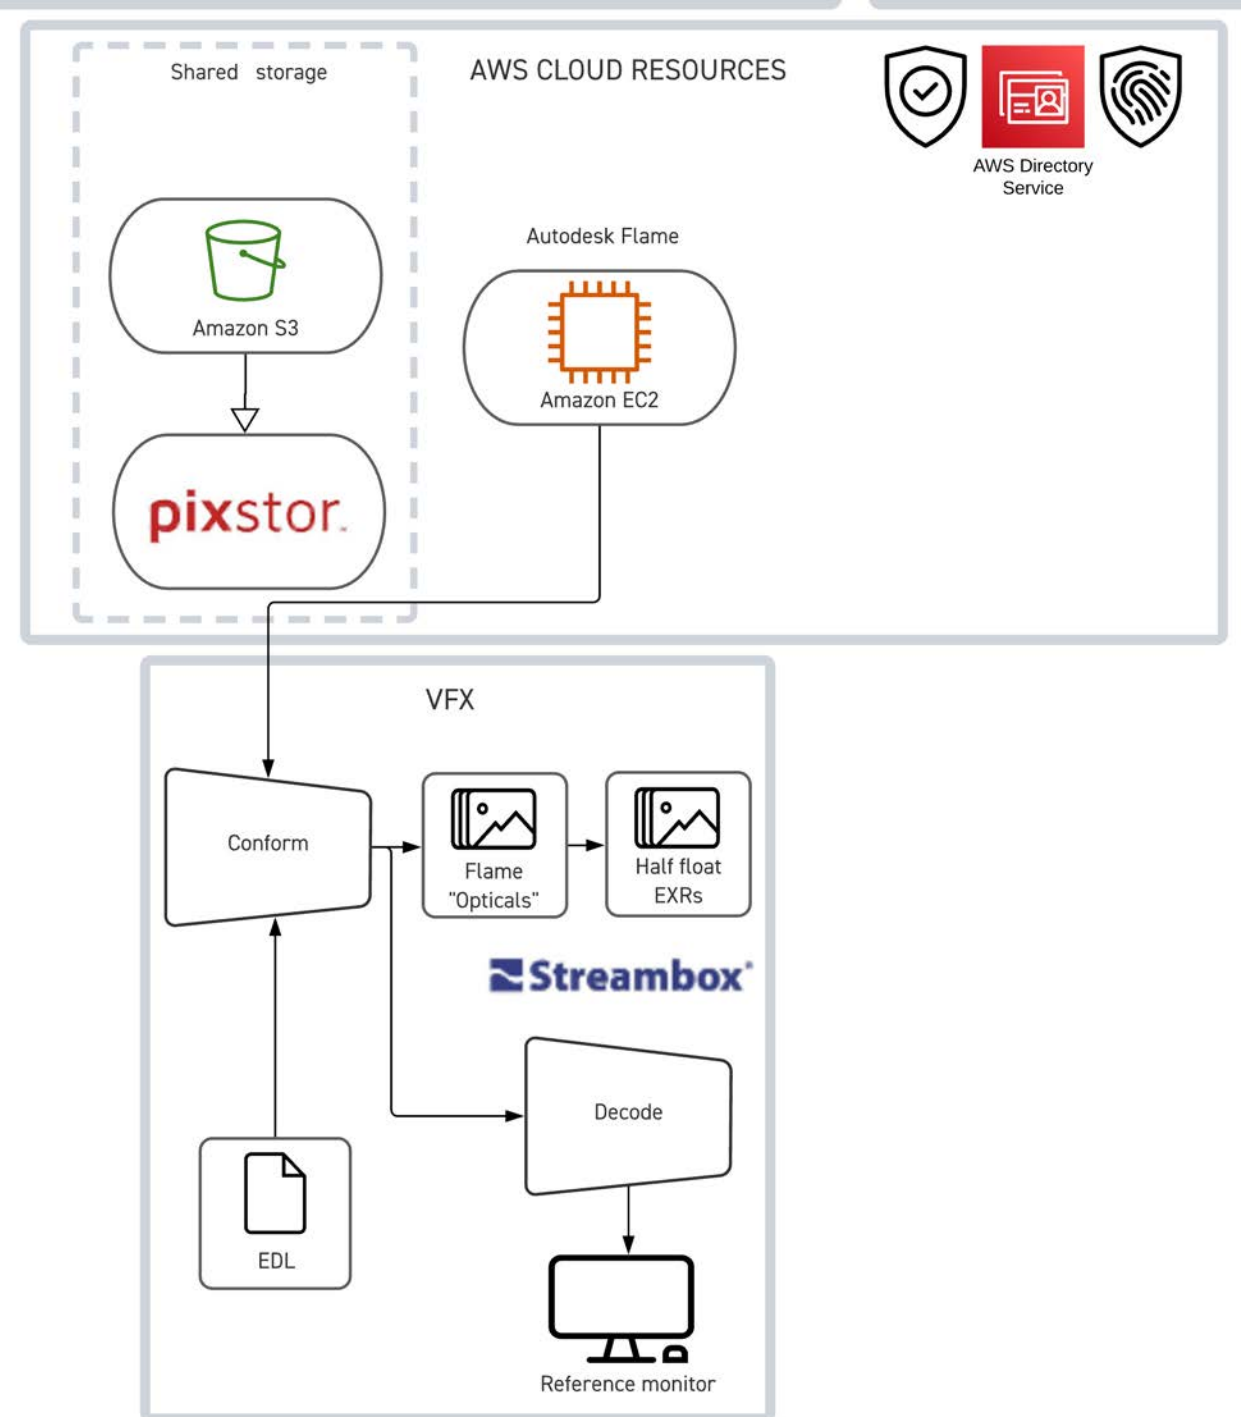 Shared storage
AWS CLOUD RESOURCES
AWS Directory
Service
Amazon S3
Autodesk Flame
Amazon EC2
pixstor™
VFX
Conform
Flame
"Opticals"
Half float
EXRs
Streambox®
Decode
EDL
Reference monitor